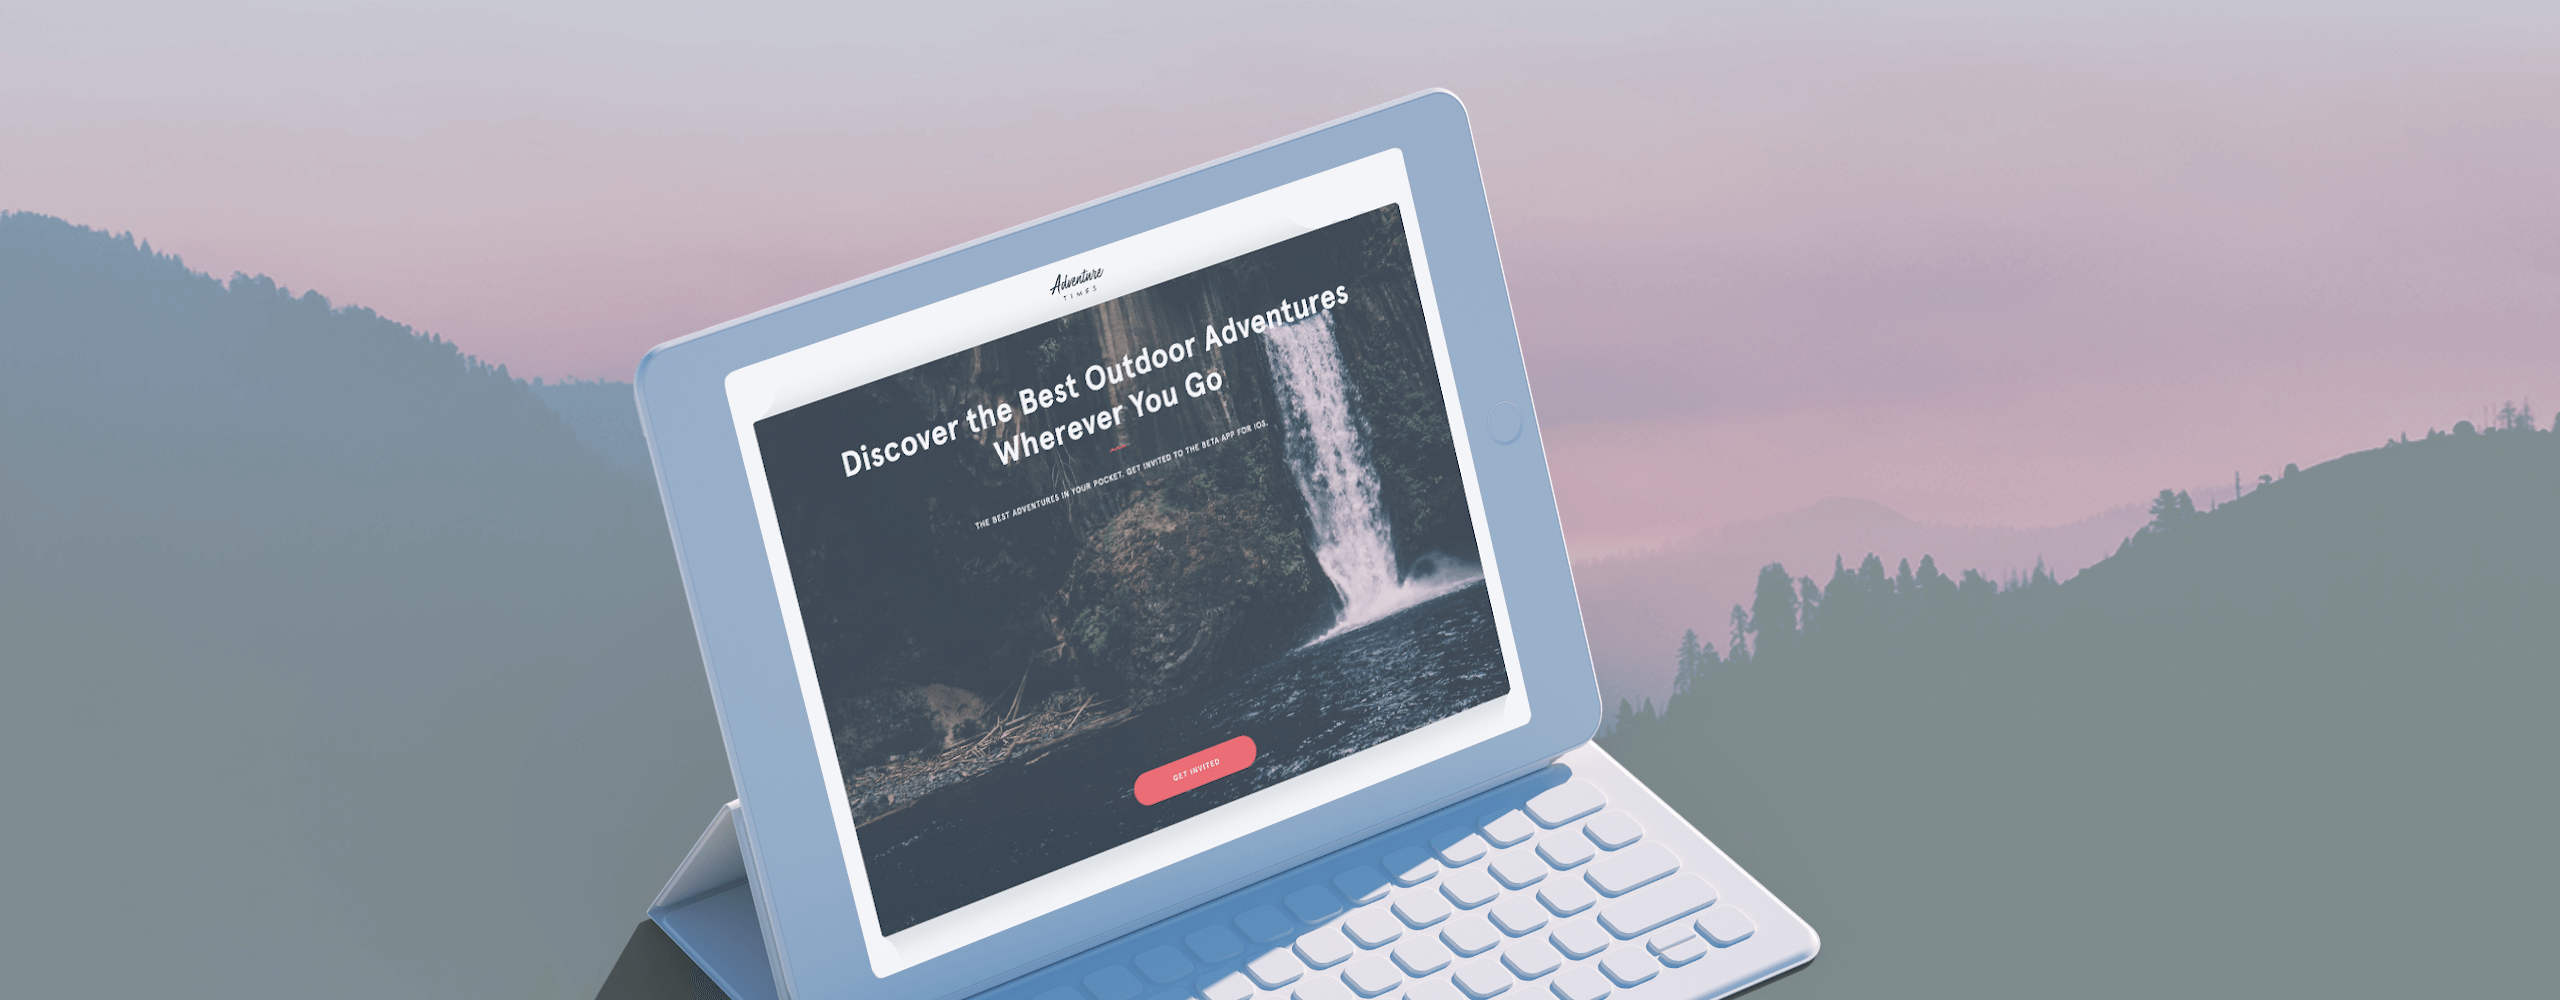 Adventure
TIMES
Discover the Best Outdoor Adventures
Wherever You Go
THE BEST ADVENTURES IN YOUR POCKET. GET INVITED TO THE BETA APP FOR IOS.
GET INVITED